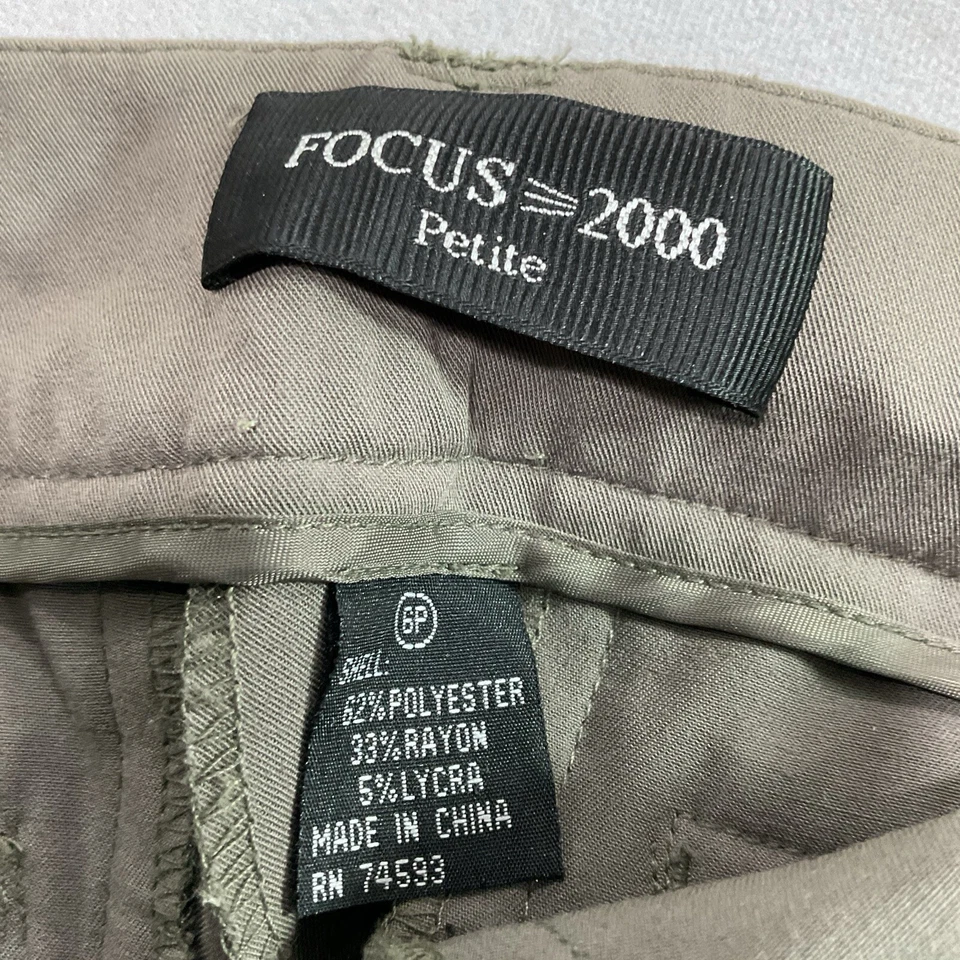 FOCUS 2000
Petite
6P
SHELL:
62%POLYESTER
33%RAYON
5%LYCRA
MADE IN CHINA
RN 74593